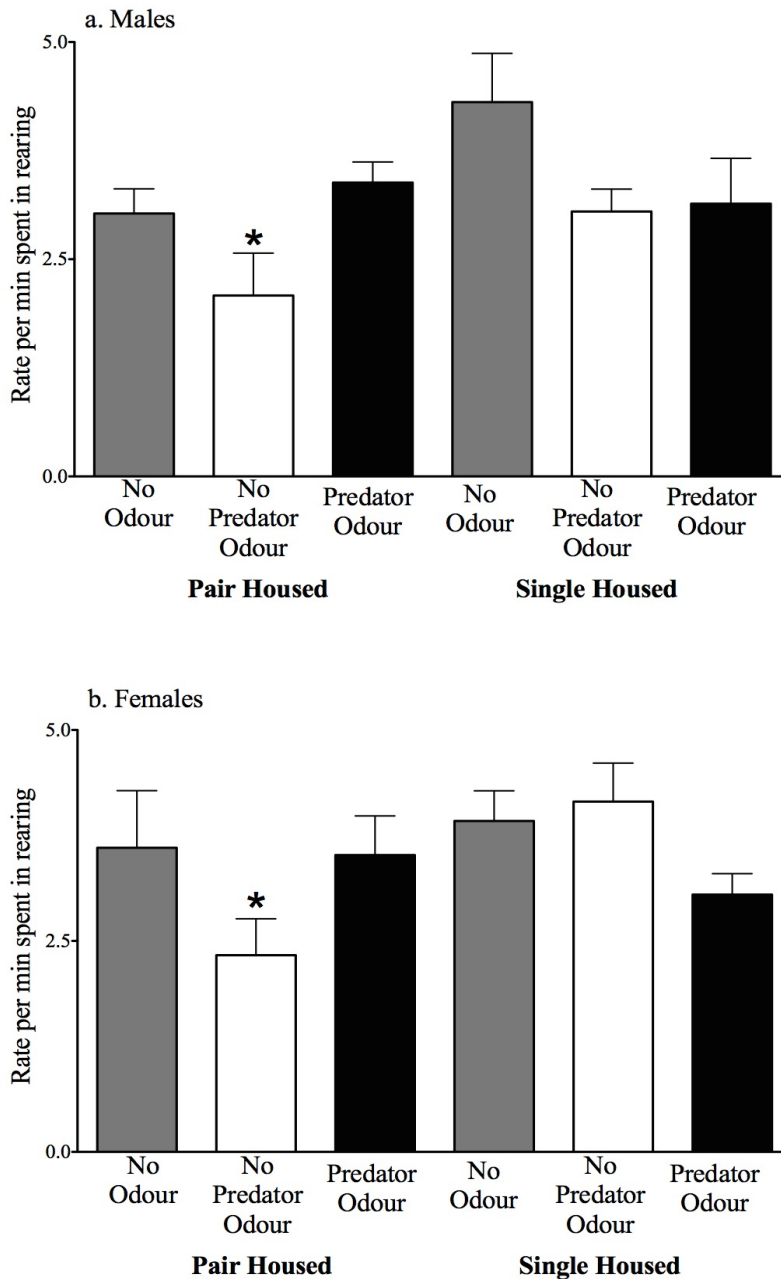 a. Males
5.0
2.5
0.0
Rate per min spent in rearing
*
No
Odour
No
Predator
Odour
Predator
Odour
No
Odour
No
Predator
Odour
Predator
Odour
Pair Housed
Single Housed
b. Females
5.0
2.5
0.0
Rate per min spent in rearing
*
No
Odour
No
Predator
Odour
Predator
Odour
No
Odour
No
Predator
Odour
Predator
Odour
Pair Housed
Single Housed